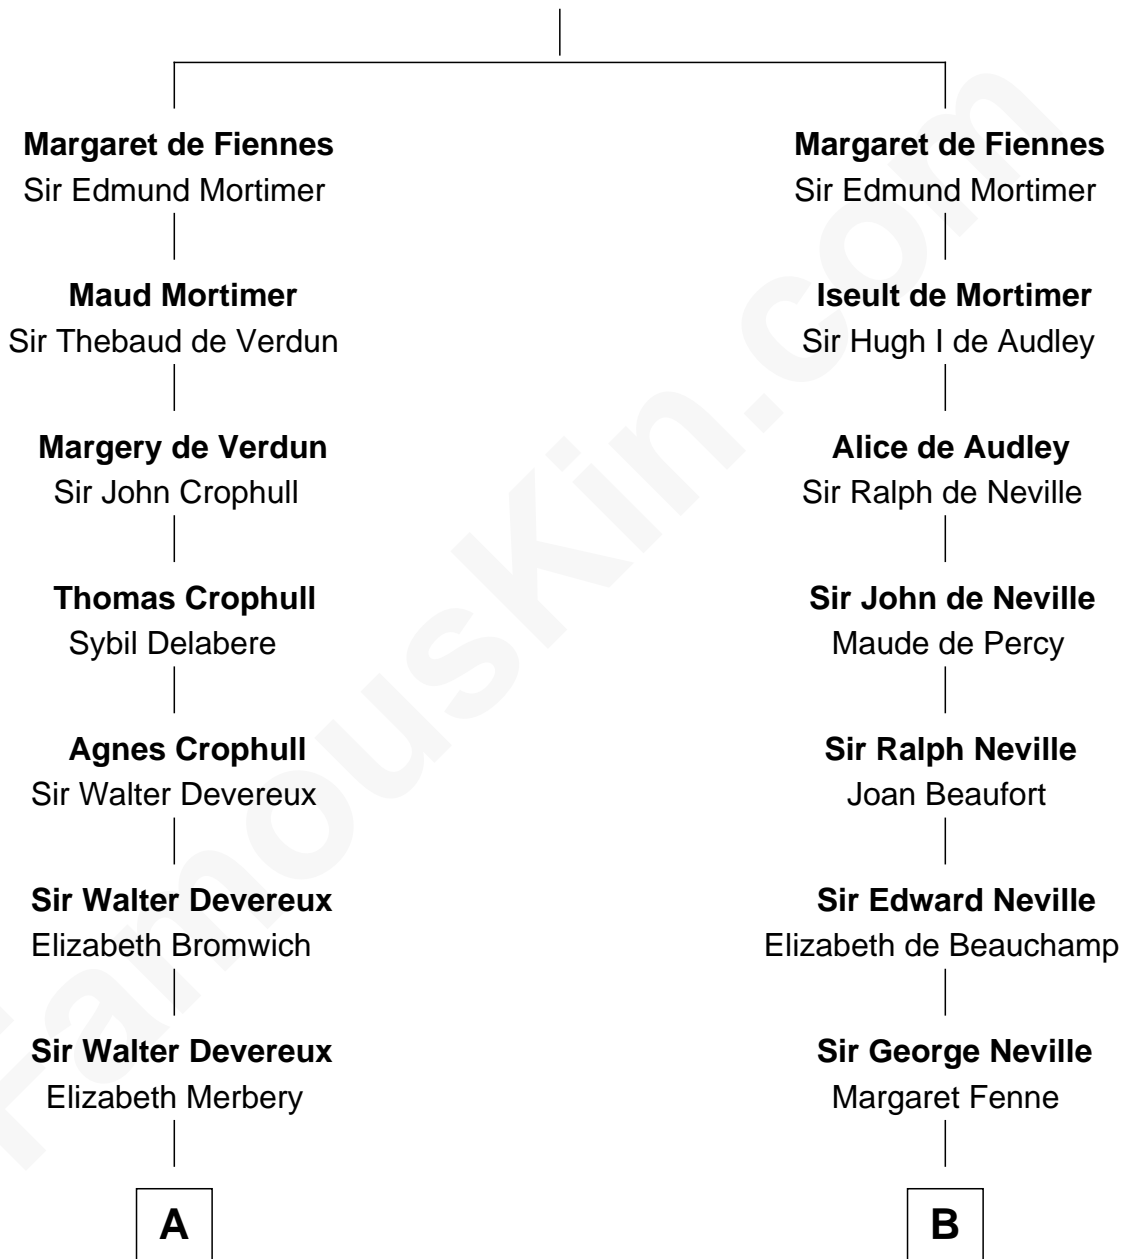 Margaret de Fiennes
Sir Edmund Mortimer
Maud Mortimer
Sir Thebaud de Verdun
Margery de Verdun
Sir John Crophull
Thomas Crophull
Sybil Delabere
Agnes Crophull
Sir Walter Devereux
Sir Walter Devereux
Elizabeth Bromwich
Sir Walter Devereux
Elizabeth Merbery
A
Margaret de Fiennes
Sir Edmund Mortimer
Iseult de Mortimer
Sir Hugh I de Audley
Alice de Audley
Sir Ralph de Neville
Sir John de Neville
Maude de Percy
Sir Ralph Neville
Joan Beaufort
Sir Edward Neville
Elizabeth de Beauchamp
Sir George Neville
Margaret Fenne
B
FamousKin.com